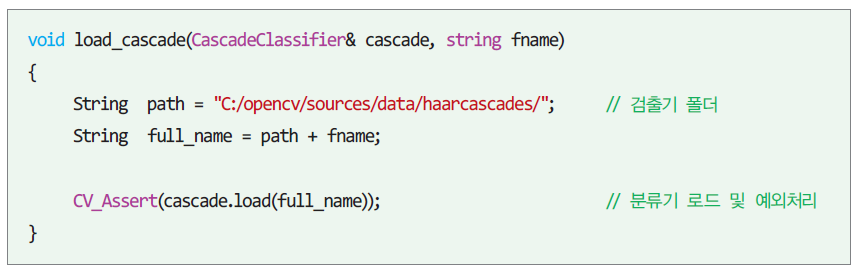 void load_cascade(CascadeClassifier& cascade, string fname)
{
String path = "C:/opencv/sources/data/haarcascades/"; // 검출기 폴더
String full_name = path + fname;
CV_Assert(cascade.load(full_name)); // 분류기 로드 및 예외처리
}